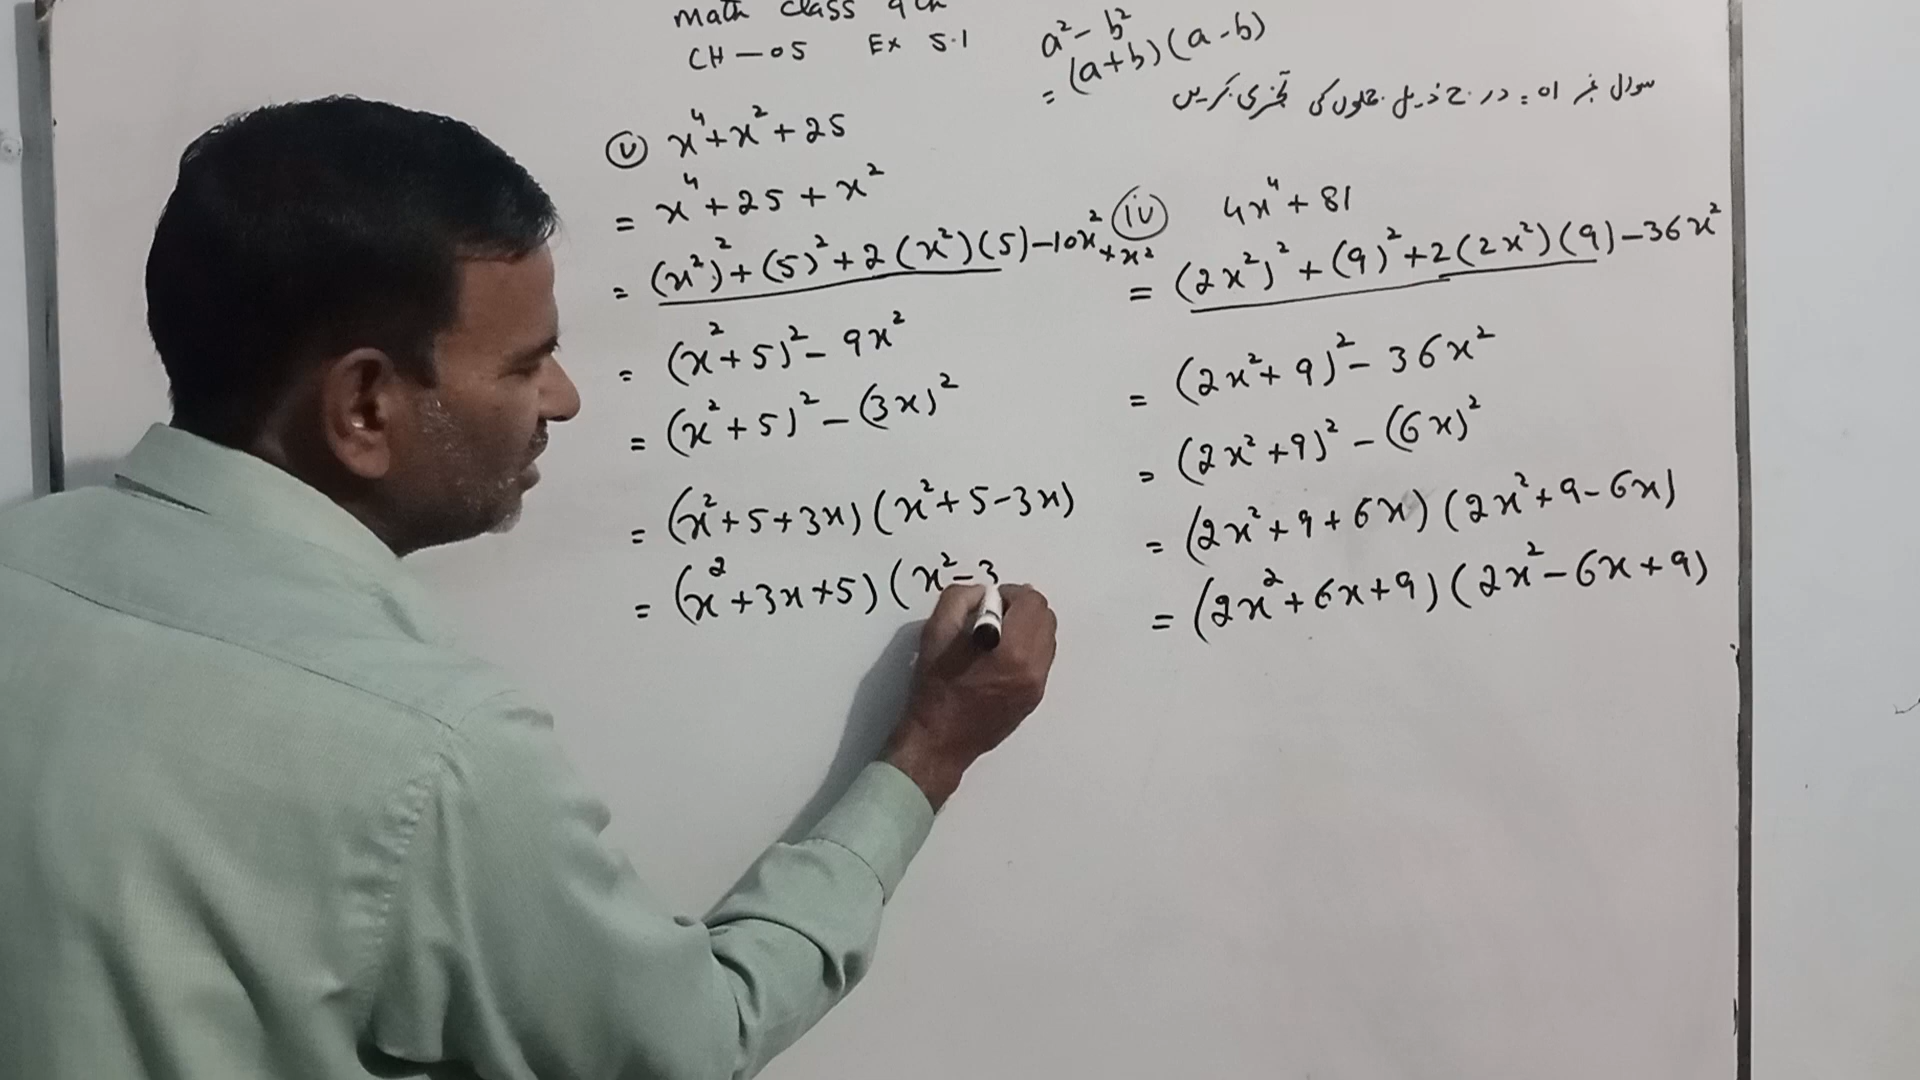 Math class 9th
CH – 05 Ex 5.1
a² – b²
= (a+b)(a-b)
سوال نمبر 01: درج ذیل جملوں کی تجزی کریں
(v) x⁴+x²+25
= x⁴+25+x²
= (x²)²+(5)²+2(x²)(5)–10x²+x²
= (x²+5)²–9x²
= (x²+5)²–(3x)²
= (x²+5+3x)(x²+5–3x)
= (x²+3x+5)(x²–3
(iv) 4x⁴+81
= (2x²)²+(9)²+2(2x²)(9)–36x²
= (2x²+9)²–36x²
= (2x²+9)²–(6x)²
= (2x²+9+6x)(2x²+9–6x)
= (2x²+6x+9)(2x²–6x+9)